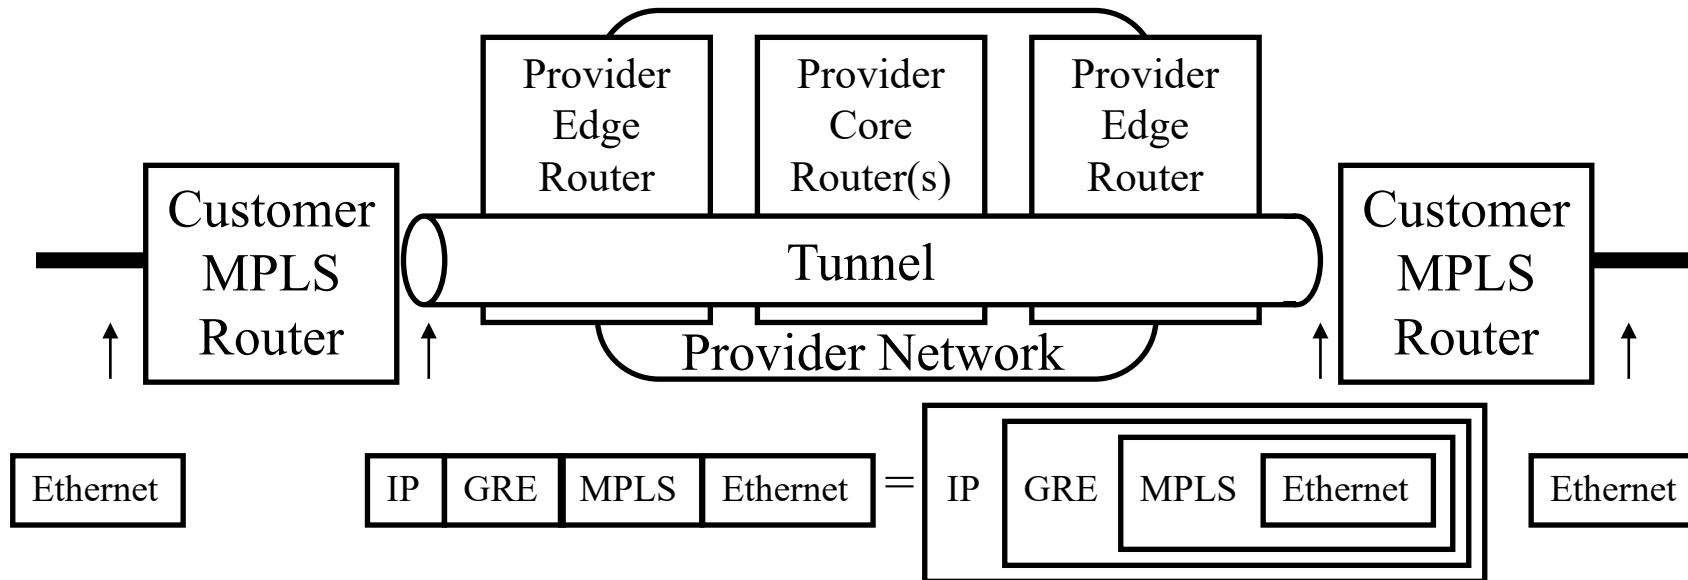 Provider
Edge
Router
Provider
Core
Router(s)
Provider
Edge
Router
Customer
MPLS
Router
Tunnel
Customer
MPLS
Router
Provider Network
Ethernet
IP GRE MPLS Ethernet = IP GRE MPLS Ethernet
Ethernet